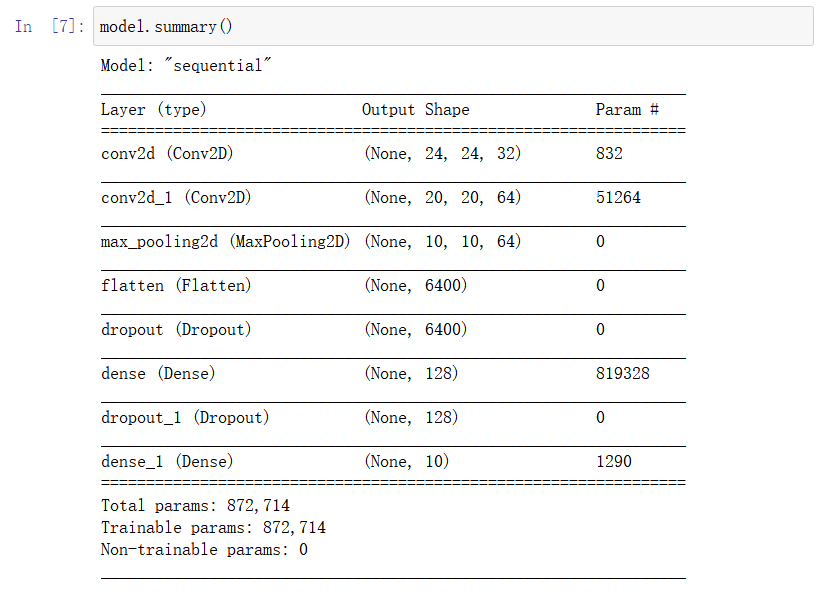 In [7]: model.summary()
Model: "sequential"
_________________________________________________________________
Layer (type)                 Output Shape              Param #
=================================================================
conv2d (Conv2D)              (None, 24, 24, 32)        832
_________________________________________________________________
conv2d_1 (Conv2D)            (None, 20, 20, 64)        51264
_________________________________________________________________
max_pooling2d (MaxPooling2D) (None, 10, 10, 64)        0
_________________________________________________________________
flatten (Flatten)            (None, 6400)              0
_________________________________________________________________
dropout (Dropout)            (None, 6400)              0
_________________________________________________________________
dense (Dense)                (None, 128)               819328
_________________________________________________________________
dropout_1 (Dropout)          (None, 128)               0
_________________________________________________________________
dense_1 (Dense)              (None, 10)                1290
=================================================================
Total params: 872,714
Trainable params: 872,714
Non-trainable params: 0
_________________________________________________________________